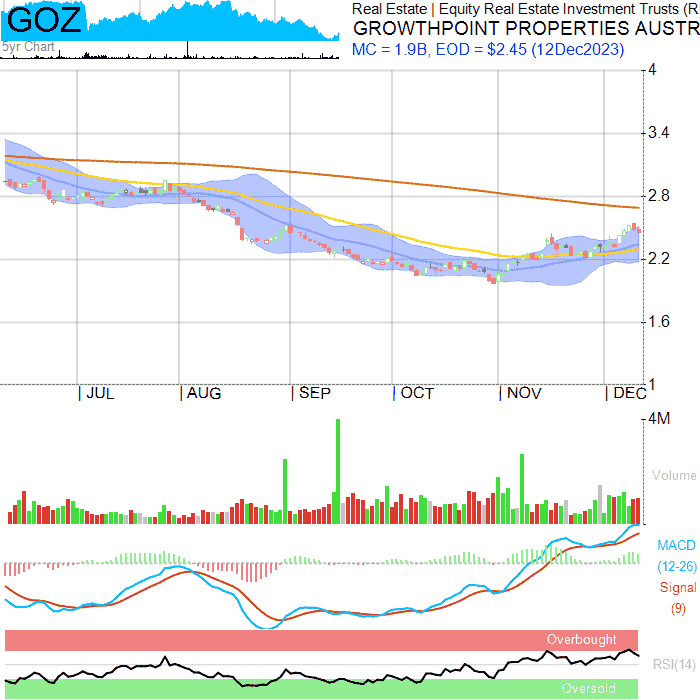 GOZ
5yr Chart
Real Estate | Equity Real Estate Investment Trusts (R
GROWTHPOINT PROPERTIES AUSTR
MC = 1.9B, EOD = $2.45 (12Dec2023)
4
3.4
2.8
2.2
1.6
1
| JUL | AUG | SEP | OCT | NOV | DEC
4M
Volume
MACD
(12-26)
Signal
(9)
Overbought
RSI(14)
Oversold